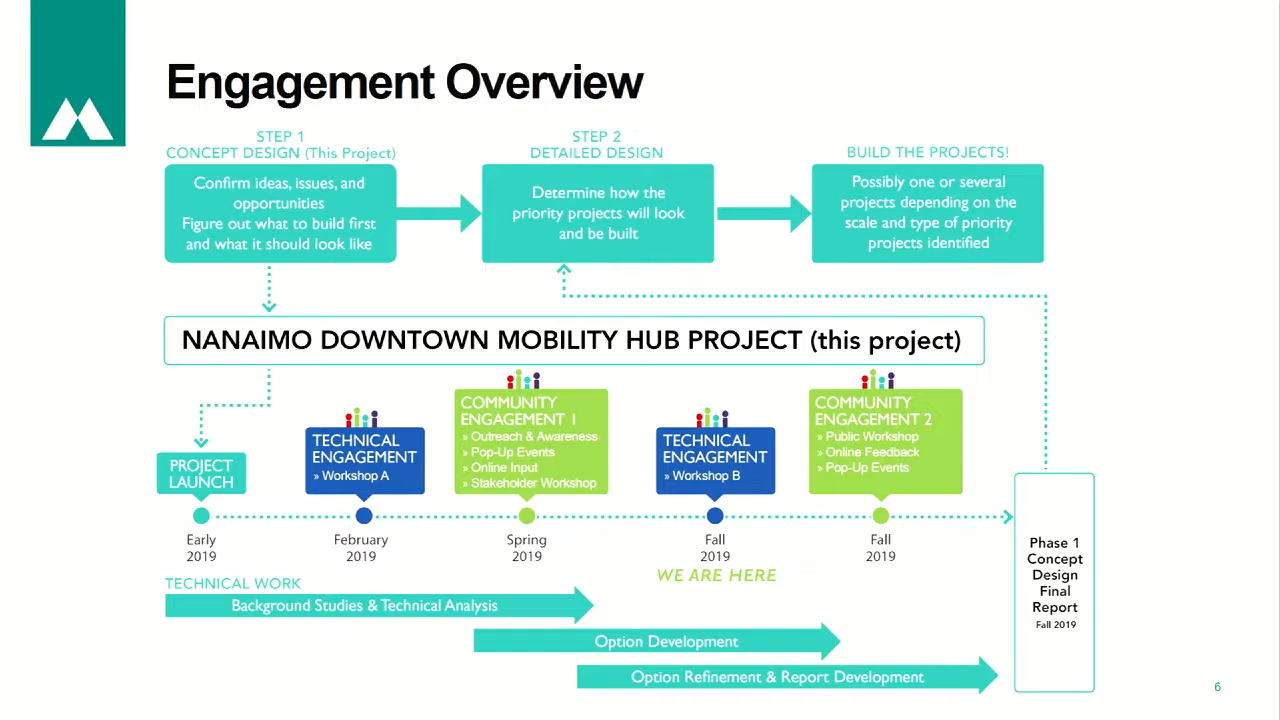 Engagement Overview
STEP 1
CONCEPT DESIGN (This Project)
Confirm ideas, issues, and
opportunities
Figure out what to build first
and what it should look like
STEP 2
DETAILED DESIGN
Determine how the
priority projects will look
and be built
BUILD THE PROJECTS!
Possibly one or several
projects depending on the
scale and type of priority
projects identified
NANAIMO DOWNTOWN MOBILITY HUB PROJECT (this project)
PROJECT
LAUNCH
Early
2019
TECHNICAL
ENGAGEMENT
» Workshop A
February
2019
COMMUNITY
ENGAGEMENT 1
» Outreach & Awareness
» Pop-Up Events
» Online Input
» Stakeholder Workshop
Spring
2019
TECHNICAL
ENGAGEMENT
» Workshop B
Fall
2019
WE ARE HERE
COMMUNITY
ENGAGEMENT 2
» Public Workshop
» Online Feedback
» Pop-Up Events
Fall
2019
Phase 1
Concept
Design
Final
Report
Fall 2019
TECHNICAL WORK
Background Studies & Technical Analysis
Option Development
Option Refinement & Report Development
6